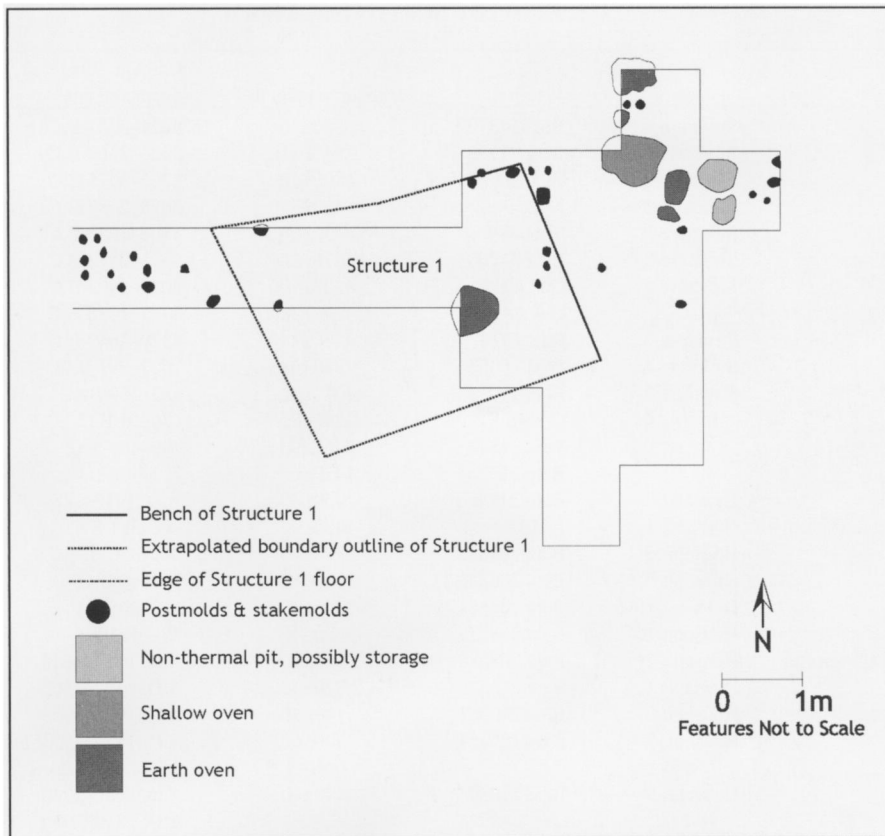 Structure 1
Bench of Structure 1
Extrapolated boundary outline of Structure 1
Edge of Structure 1 floor
Postmolds & stakemolds
Non-thermal pit, possibly storage
Shallow oven
Earth oven
N
0 1m
Features Not to Scale